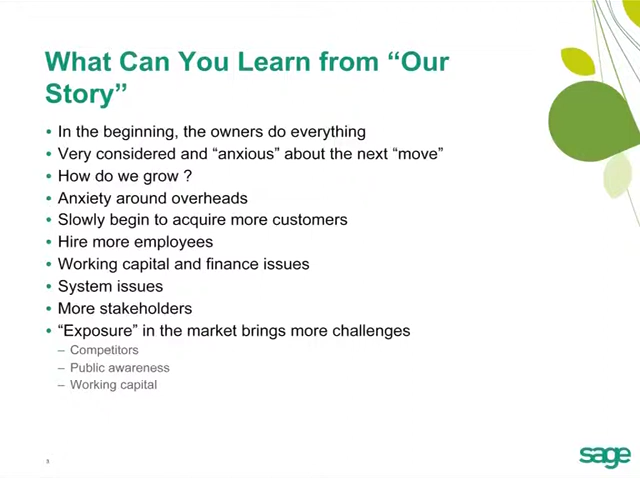 What Can You Learn from “Our
Story”
• In the beginning, the owners do everything
• Very considered and “anxious” about the next “move”
• How do we grow ?
• Anxiety around overheads
• Slowly begin to acquire more customers
• Hire more employees
• Working capital and finance issues
• System issues
• More stakeholders
• “Exposure” in the market brings more challenges
– Competitors
– Public awareness
– Working capital
sage